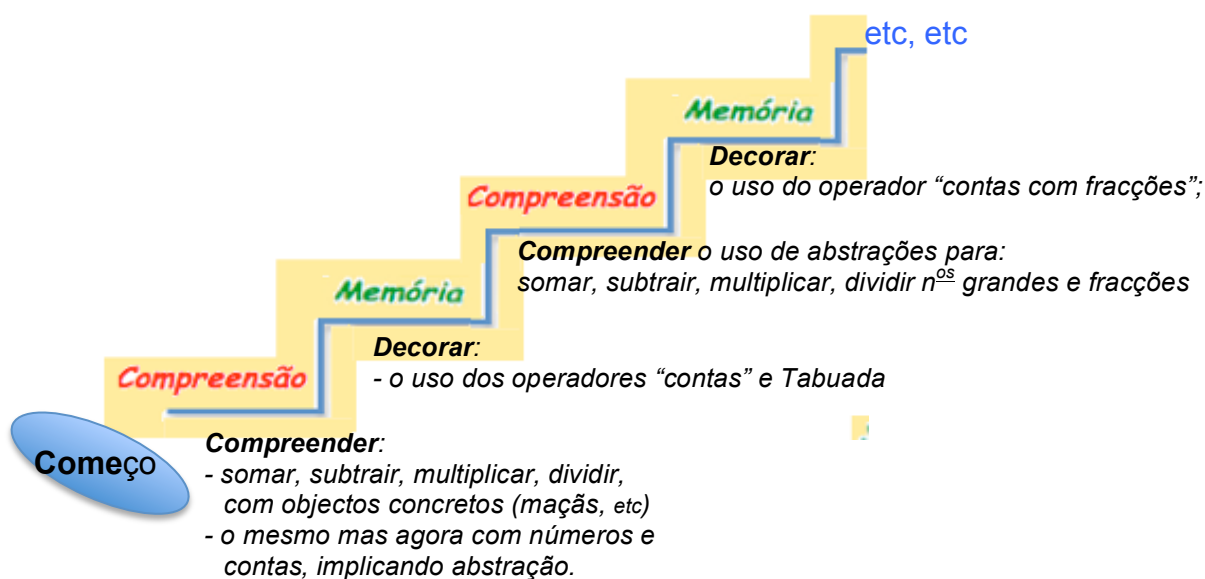 etc, etc
Memória
Decorar:
o uso do operador “contas com fracções”;
Compreensão
Compreender o uso de abstrações para:
somar, subtrair, multiplicar, dividir nos grandes e fracções
Memória
Decorar:
- o uso dos operadores “contas” e Tabuada
Compreensão
Começo
Compreender:
- somar, subtrair, multiplicar, dividir,
com objectos concretos (maçãs, etc)
- o mesmo mas agora com números e
contas, implicando abstração.